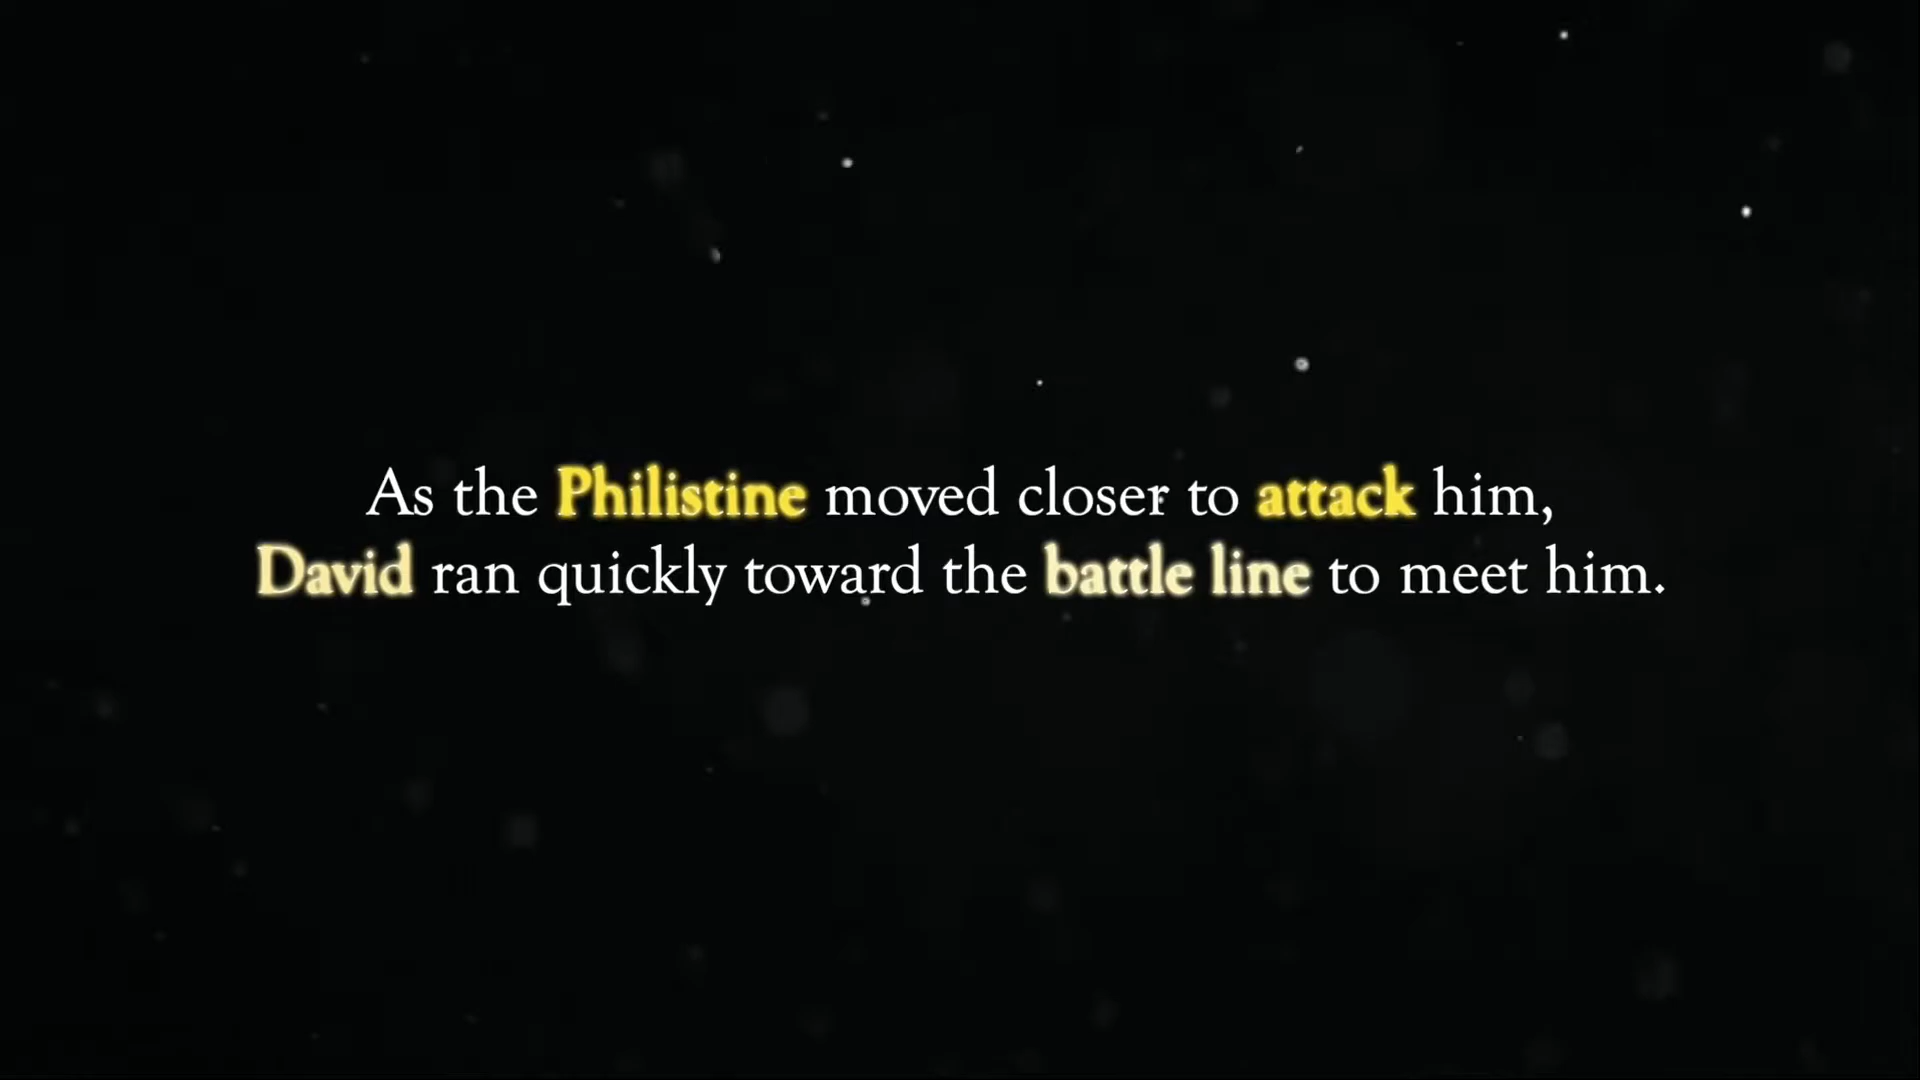 As the Philistine moved closer to attack him,
David ran quickly toward the battle line to meet him.